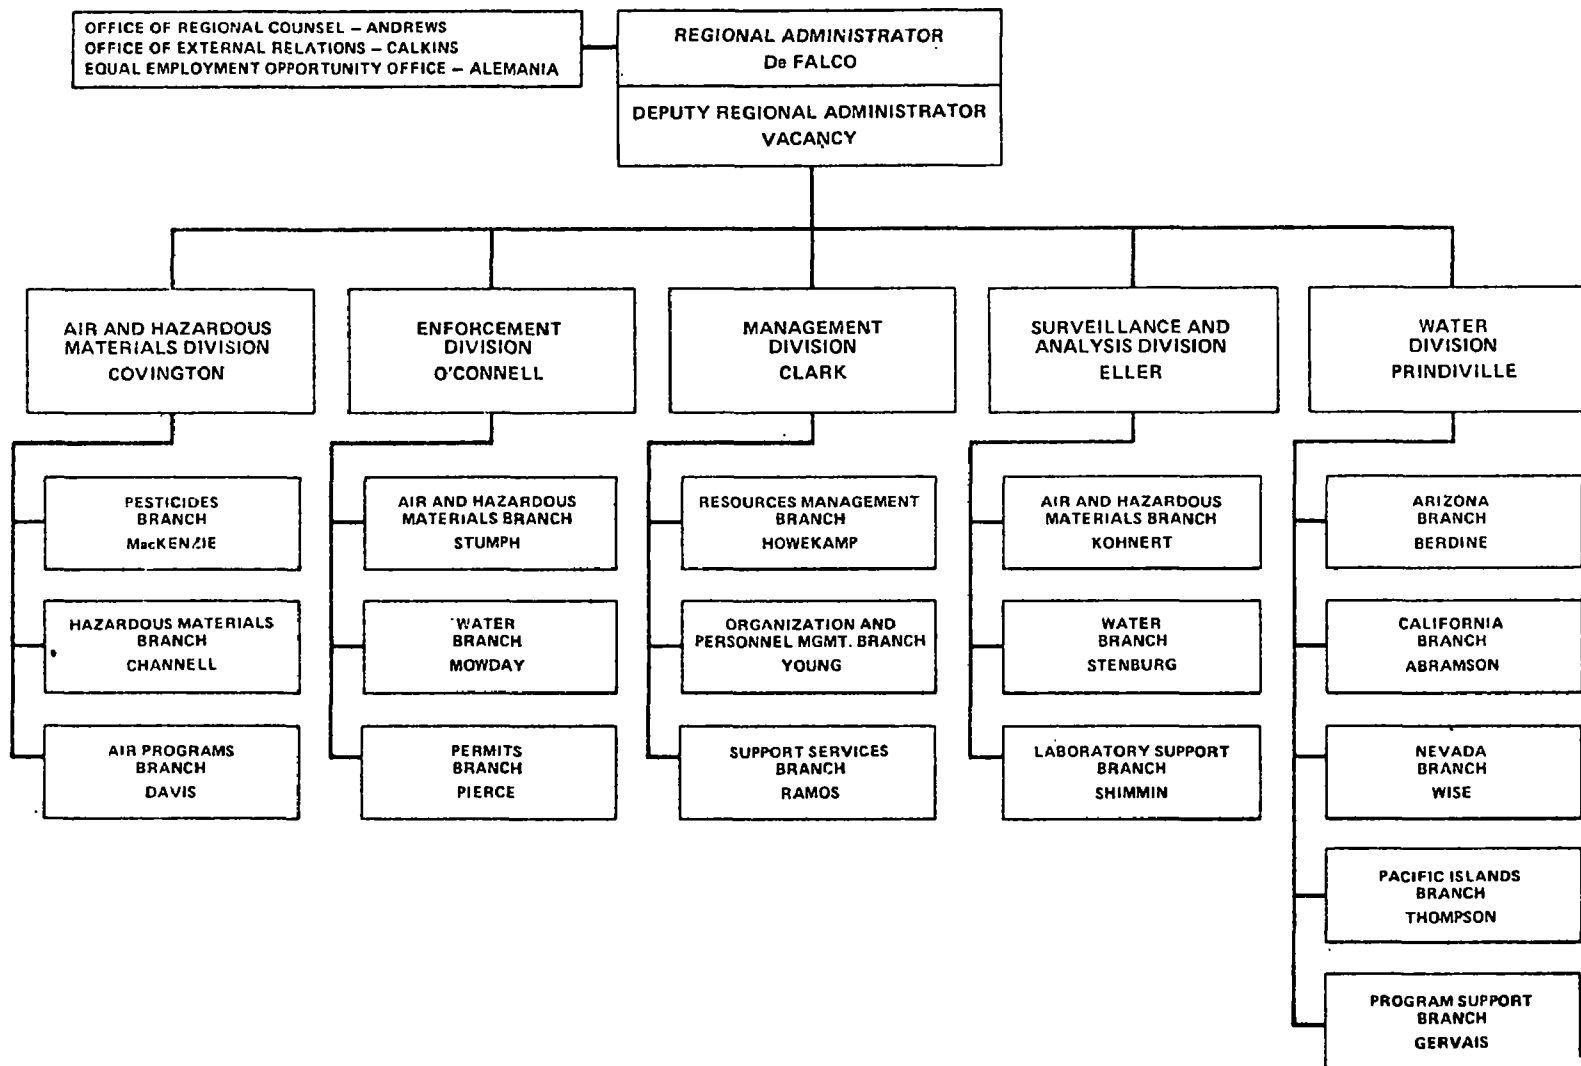 OFFICE OF REGIONAL COUNSEL – ANDREWS
OFFICE OF EXTERNAL RELATIONS – CALKINS
EQUAL EMPLOYMENT OPPORTUNITY OFFICE – ALEMANIA
REGIONAL ADMINISTRATOR
De FALCO
DEPUTY REGIONAL ADMINISTRATOR
VACANCY
AIR AND HAZARDOUS
MATERIALS DIVISION
COVINGTON
ENFORCEMENT
DIVISION
O'CONNELL
MANAGEMENT
DIVISION
CLARK
SURVEILLANCE AND
ANALYSIS DIVISION
ELLER
WATER
DIVISION
PRINDIVILLE
PESTICIDES
BRANCH
MacKENZIE
HAZARDOUS MATERIALS
BRANCH
CHANNELL
AIR PROGRAMS
BRANCH
DAVIS
AIR AND HAZARDOUS
MATERIALS BRANCH
STUMPH
WATER
BRANCH
MOWDAY
PERMITS
BRANCH
PIERCE
RESOURCES MANAGEMENT
BRANCH
HOWEKAMP
ORGANIZATION AND
PERSONNEL MGMT. BRANCH
YOUNG
SUPPORT SERVICES
BRANCH
RAMOS
AIR AND HAZARDOUS
MATERIALS BRANCH
KOHNERT
WATER
BRANCH
STENBURG
LABORATORY SUPPORT
BRANCH
SHIMMIN
ARIZONA
BRANCH
BERDINE
CALIFORNIA
BRANCH
ABRAMSON
NEVADA
BRANCH
WISE
PACIFIC ISLANDS
BRANCH
THOMPSON
PROGRAM SUPPORT
BRANCH
GERVAIS